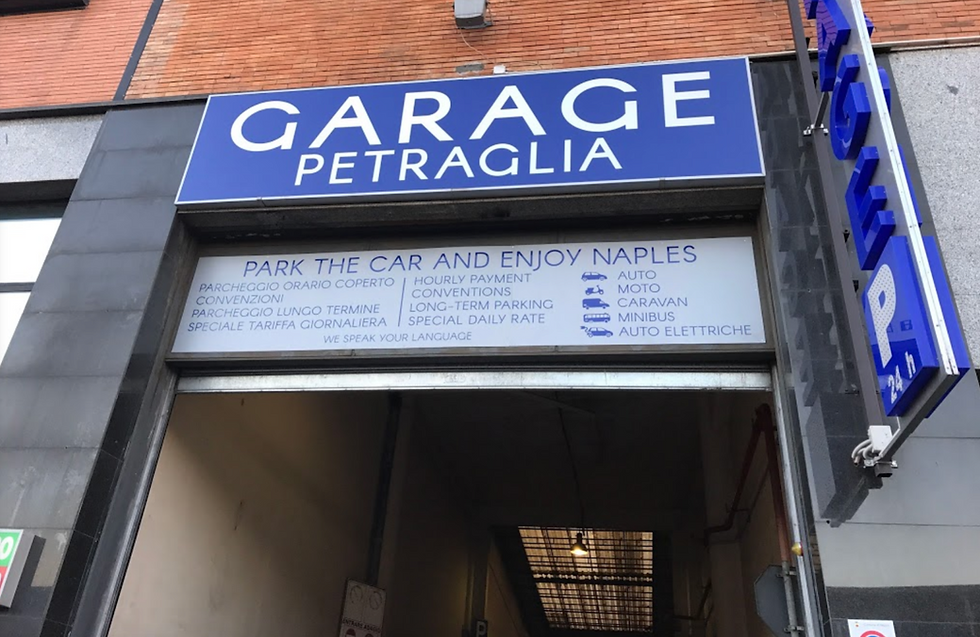 GARAGE
PETRAGLIA
PARK THE CAR AND ENJOY NAPLES
PARCHEGGIO ORARIO COPERTO
CONVENZIONI
PARCHEGGIO LUNGO TERMINE
SPECIALE TARIFFA GIORNALIERA
HOURLY PAYMENT
CONVENTIONS
LONG-TERM PARKING
SPECIAL DAILY RATE
AUTO
MOTO
CARAVAN
MINIBUS
AUTO ELETTRICHE
WE SPEAK YOUR LANGUAGE
P
24 h
P